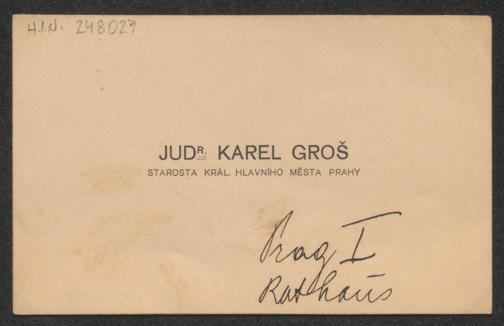 H.I.N. 248027
JUDR. KAREL GROŠ
STAROSTA KRÁL. HLAVNÍHO MĚSTA PRAHY
Prag I
Rathaus